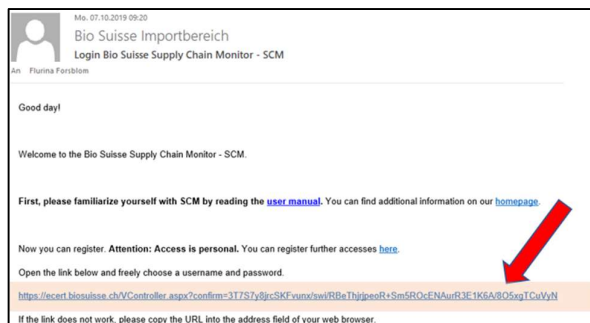 Mo. 07.10.2019 09:20
Bio Suisse Importbereich
Login Bio Suisse Supply Chain Monitor - SCM
An Flurina Forsblom
Good day!
Welcome to the Bio Suisse Supply Chain Monitor - SCM.
First, please familiarize yourself with SCM by reading the user manual. You can find additional information on our homepage.
Now you can register. Attention: Access is personal. You can register further accesses here.
Open the link below and freely choose a username and password.
https://ecert.biosuisse.ch/VController.aspx?confirm=3T7S7y8jrcSKFvunx/swi/RBeThjrjpeoR+Sm5ROcENAurR3E1K6A/8O5xgTCuVyN
If the link does not work, please copy the URL into the address field of your web browser.